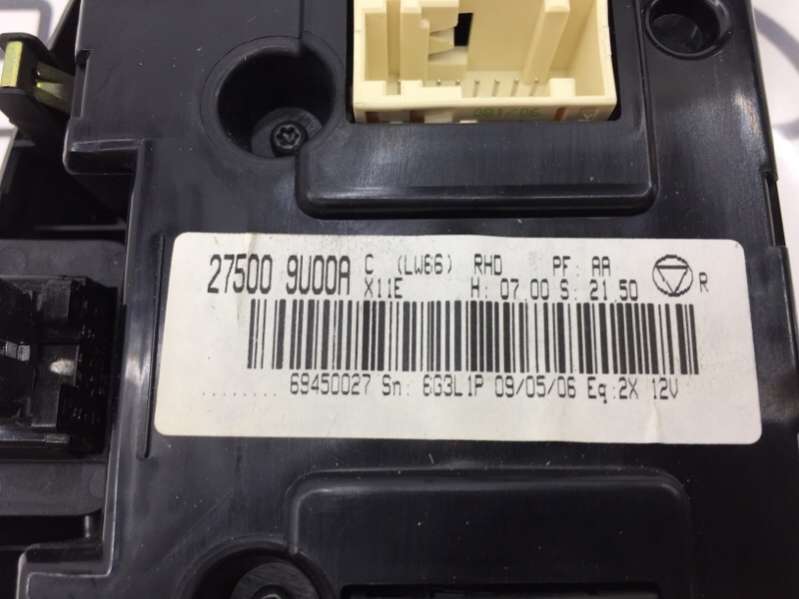 27500 9U00A C (LW66) RHD PF: AA
X11E H: 07.00 S: 21.50 R
........ 69450027 Sn: 6G3L1P 09/05/06 Eq:2X 12V